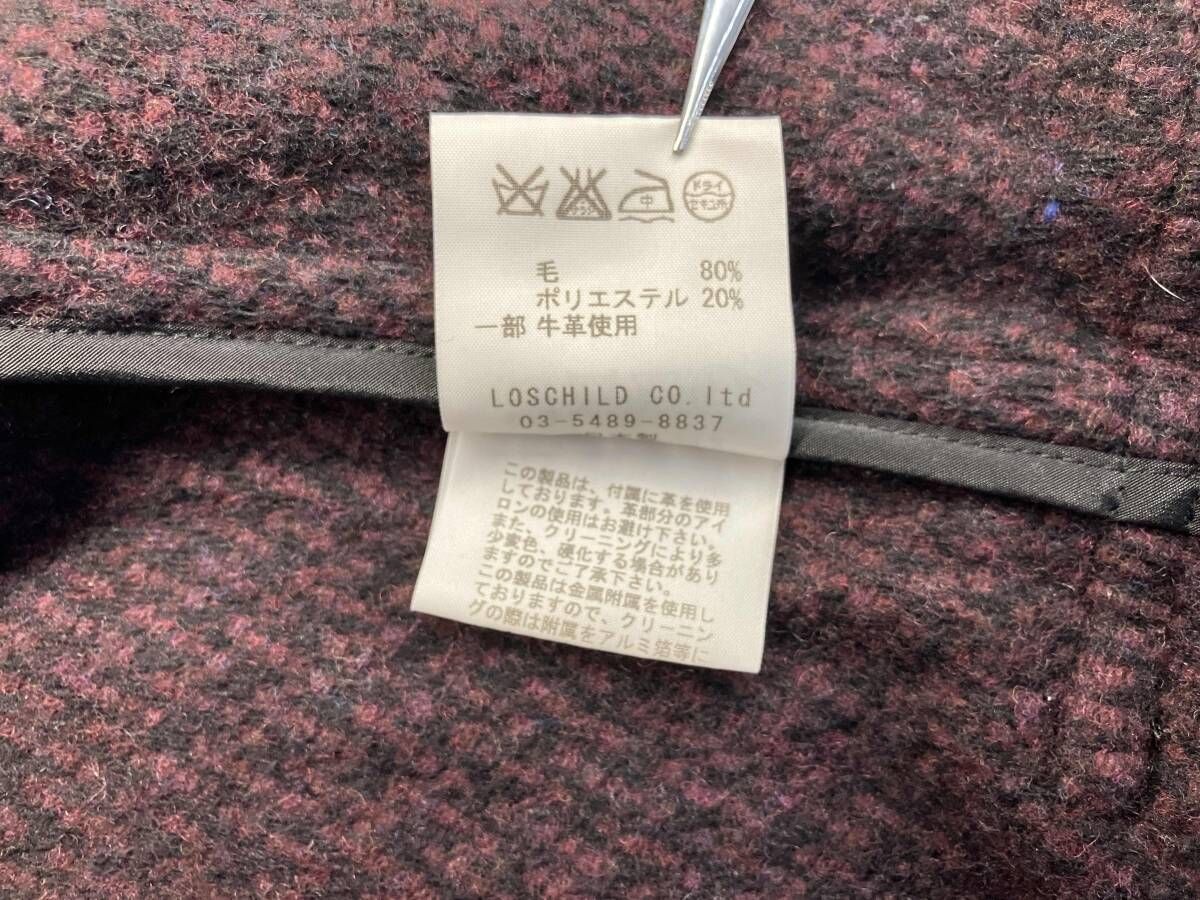 ドライ
セキユ系
中
毛 80%
ポリエステル 20%
一部 牛革使用
LOSCHILD CO.ltd
03-5489-8837
この製品は、付属に革を使用
しております。革部分のアイ
ロンの使用はお避け下さい。
また、クリーニングにより多
少変色、硬化する場合があり
ますのでご了承下さい。
この製品は金属附属を使用し
ておりますので、クリーニン
グの際は附属をアルミ箔等に